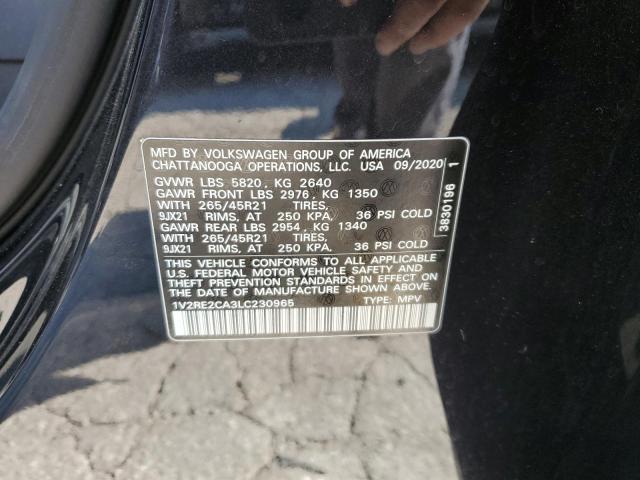 MFD BY VOLKSWAGEN GROUP OF AMERICA
CHATTANOOGA OPERATIONS, LLC. USA 09/2020
GVWR LBS 5820, KG 2640
GAWR FRONT LBS 2976, KG 1350
WITH 265/45R21 TIRES,
9JX21 RIMS, AT 250 KPA. 36 PSI COLD
GAWR REAR LBS 2954, KG 1340
WITH 265/45R21 TIRES,
9JX21 RIMS, AT 250 KPA. 36 PSI COLD
THIS VEHICLE CONFORMS TO ALL APPLICABLE
U.S. FEDERAL MOTOR VEHICLE SAFETY AND
THEFT PREVENTION STANDARDS IN EFFECT ON
THE DATE OF MANUFACTURE SHOWN ABOVE.
1V2RE2CA3LC230965 TYPE: MPV
3830196 1